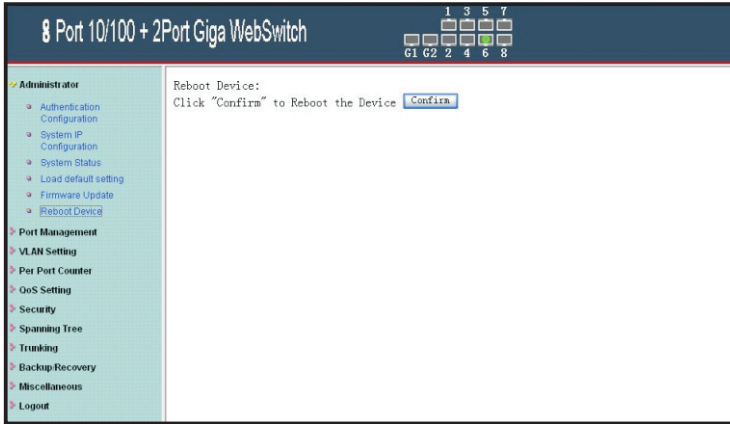 8 Port 10/100 + 2Port Giga WebSwitch
1 3 5 7
G1 G2 2 4 6 8
Administrator
Authentication
Configuration
System IP
Configuration
System Status
Load default setting
Firmware Update
Reboot Device
Port Management
VLAN Setting
Per Port Counter
QoS Setting
Security
Spanning Tree
Trunking
Backup/Recovery
Miscellaneous
Logout
Reboot Device:
Click "Confirm" to Reboot the Device Confirm